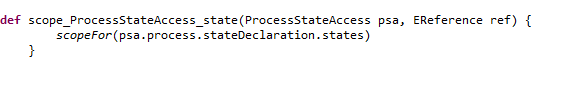 def scope_ProcessStateAccess_state(ProcessStateAccess psa, EReference ref) {
scopeFor(psa.process.stateDeclaration.states)
}